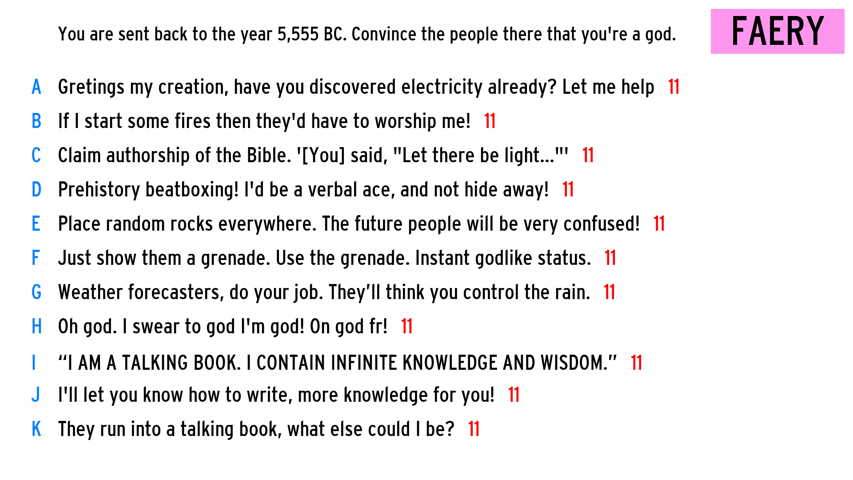 You are sent back to the year 5,555 BC. Convince the people there that you're a god.
FAERY
A Gretings my creation, have you discovered electricity already? Let me help 11
B If I start some fires then they'd have to worship me! 11
C Claim authorship of the Bible. '[You] said, "Let there be light..."' 11
D Prehistory beatboxing! I'd be a verbal ace, and not hide away! 11
E Place random rocks everywhere. The future people will be very confused! 11
F Just show them a grenade. Use the grenade. Instant godlike status. 11
G Weather forecasters, do your job. They’ll think you control the rain. 11
H Oh god. I swear to god I'm god! On god fr! 11
I “I AM A TALKING BOOK. I CONTAIN INFINITE KNOWLEDGE AND WISDOM.” 11
J I'll let you know how to write, more knowledge for you! 11
K They run into a talking book, what else could I be? 11